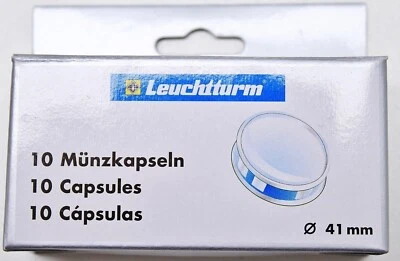 Leuchtturm
10 Münzkapseln
10 Capsules
10 Cápsulas
Ø 41 mm